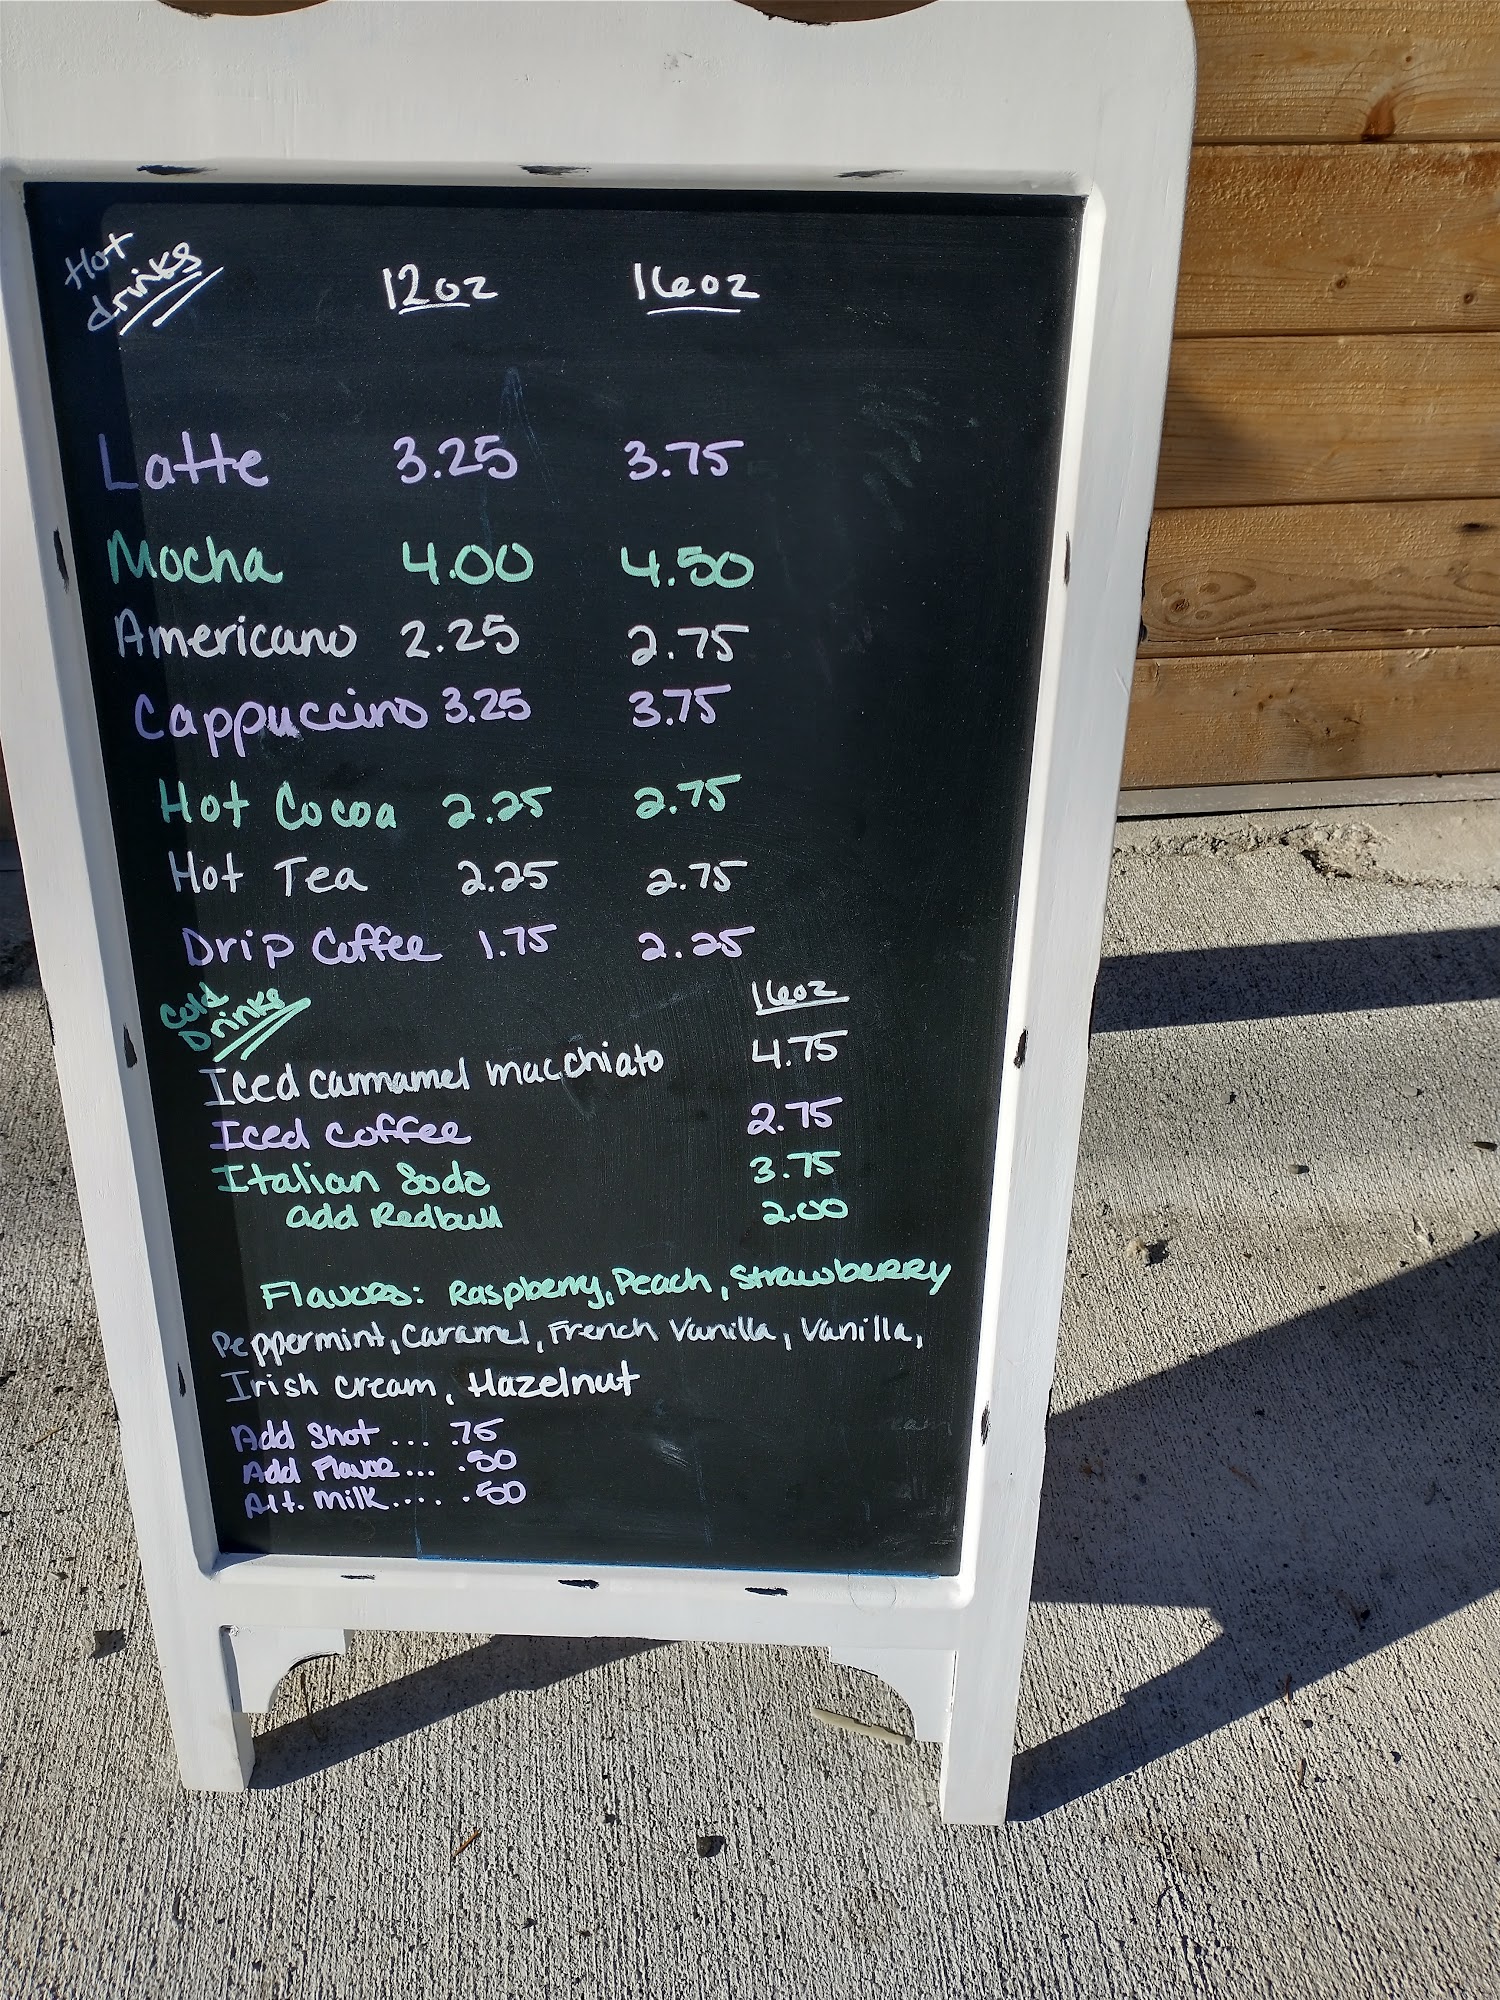 Hot
drinks 12oz 16oz
Latte 3.25 3.75
Mocha 4.00 4.50
Americano 2.25 2.75
Cappuccino 3.25 3.75
Hot Cocoa 2.25 2.75
Hot Tea 2.25 2.75
Drip Coffee 1.75 2.25
Cold
Drinks 16oz
Iced carmamel macchiato 4.75
Iced coffee 2.75
Italian Soda 3.75
add Redbull 2.00
Flavors: Raspberry, Peach, Strawberry
Peppermint, Caramel, French Vanilla, Vanilla,
Irish cream, Hazelnut
Add Shot ... .75
Add Flavor... .50
Alt. Milk.... .50